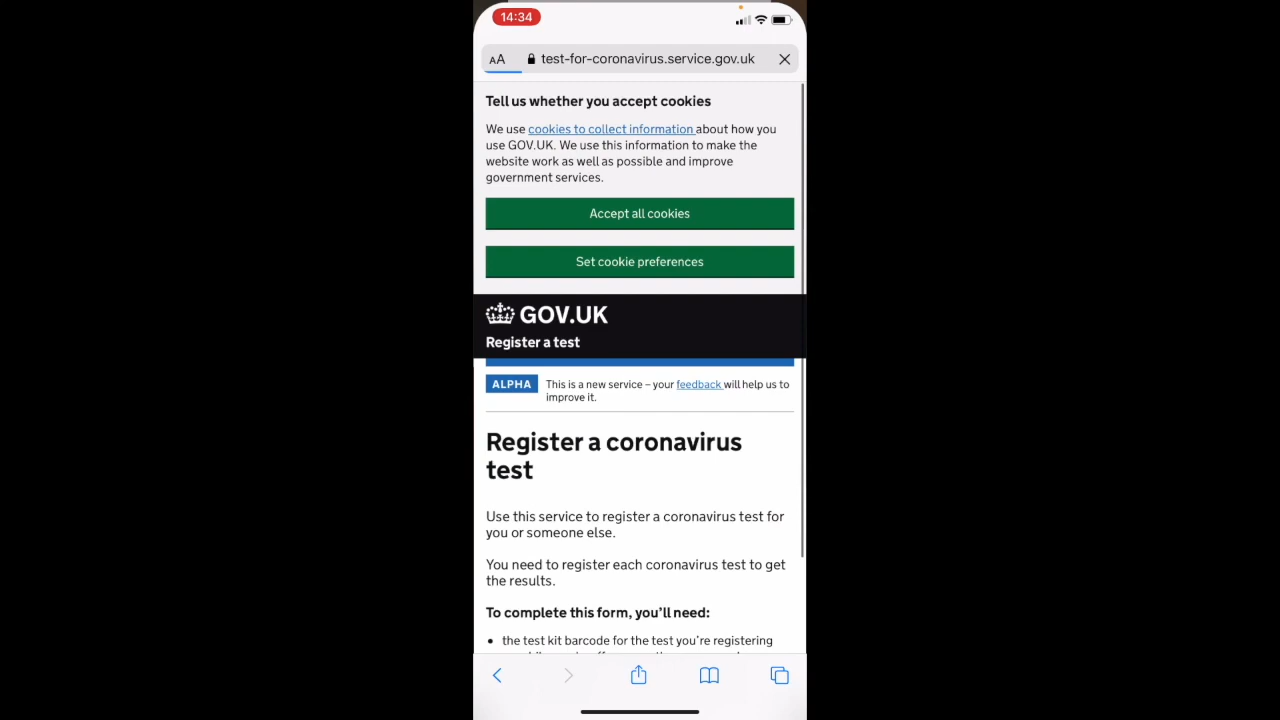 14:34
AA test-for-coronavirus.service.gov.uk
Tell us whether you accept cookies
We use cookies to collect information about how you
use GOV.UK. We use this information to make the
website work as well as possible and improve
government services.
Accept all cookies
Set cookie preferences
GOV.UK
Register a test
ALPHA This is a new service – your feedback will help us to
improve it.
Register a coronavirus
test
Use this service to register a coronavirus test for
you or someone else.
You need to register each coronavirus test to get
the results.
To complete this form, you'll need:
• the test kit barcode for the test you're registering